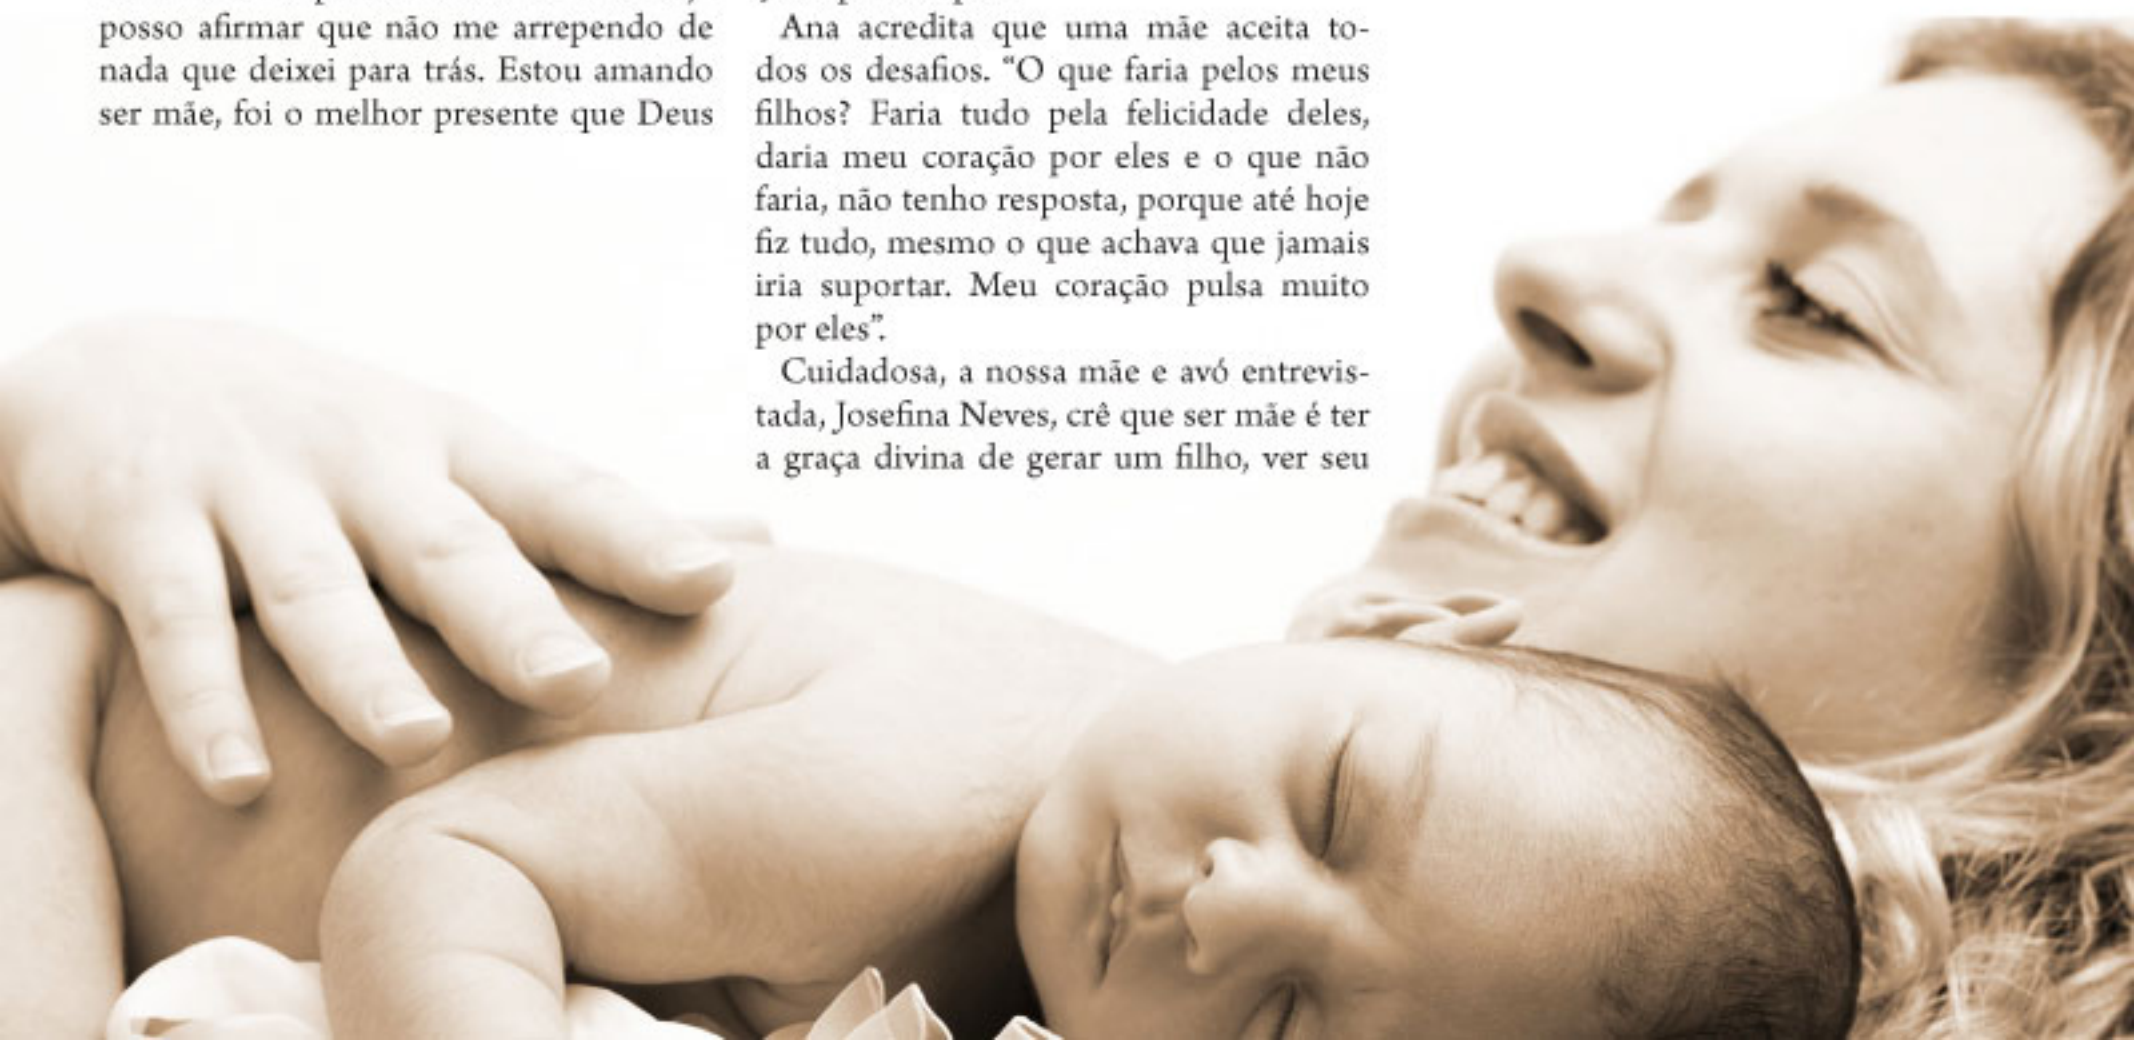 posso afirmar que não me arrependo de
nada que deixei para trás. Estou amando
ser mãe, foi o melhor presente que Deus
Ana acredita que uma mãe aceita to-
dos os desafios. “O que faria pelos meus
filhos? Faria tudo pela felicidade deles,
daria meu coração por eles e o que não
faria, não tenho resposta, porque até hoje
fiz tudo, mesmo o que achava que jamais
iria suportar. Meu coração pulsa muito
por eles”.
Cuidadosa, a nossa mãe e avó entrevis-
tada, Josefina Neves, crê que ser mãe é ter
a graça divina de gerar um filho, ver seu